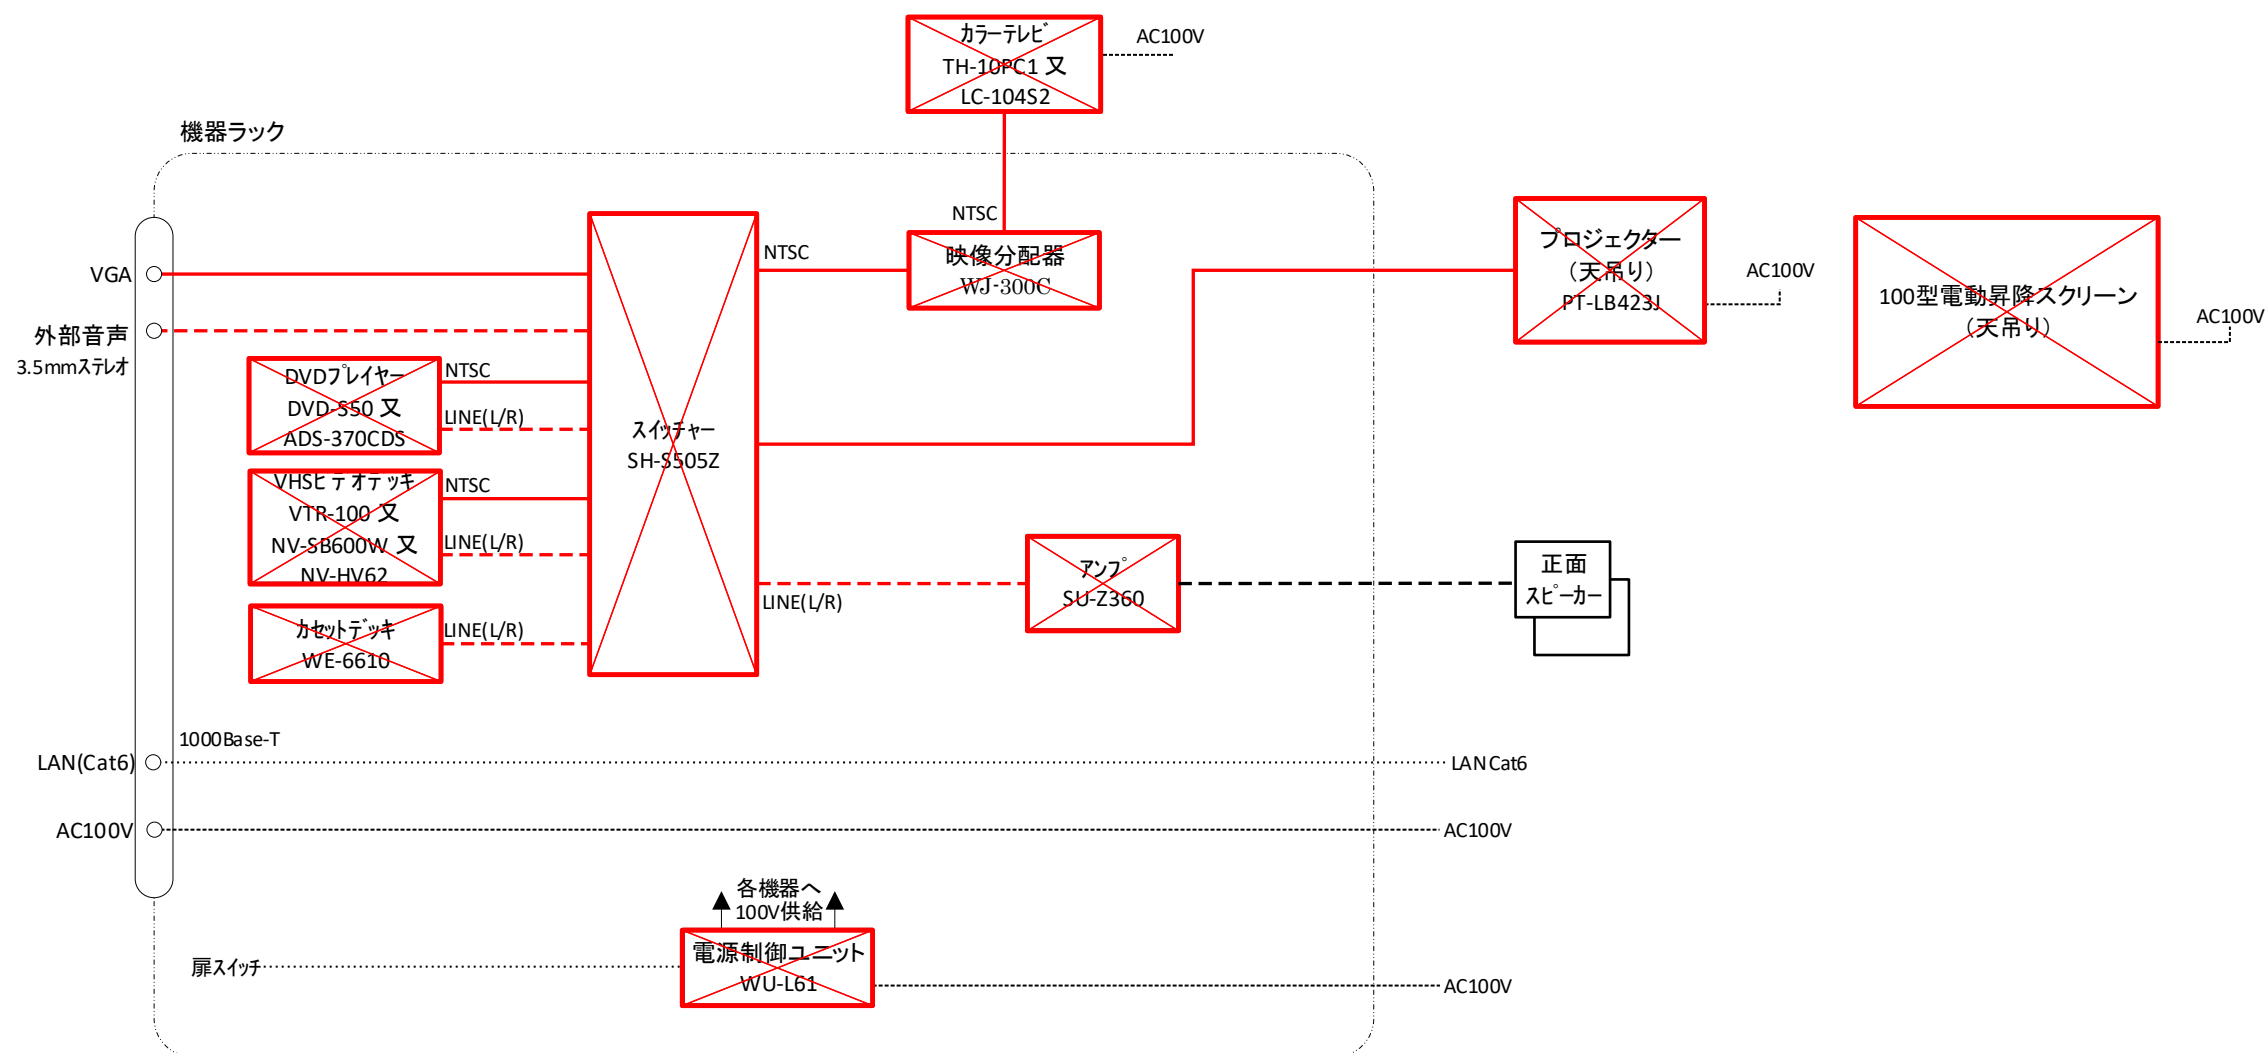 カラーテレビ
TH-10PC1 又
LC-104S2
AC100V
機器ラック
NTSC
NTSC
映像分配器
WJ-300C
プロジェクター
（天吊り）
PT-LB423J
AC100V
100型電動昇降スクリーン
（天吊り）
AC100V
VGA
外部音声
3.5mmステレオ
DVDプレイヤー
DVD-S50 又
ADS-370CDS
NTSC
LINE(L/R)
スイッチャー
SH-S505Z
VHSビデオデッキ
VTR-100 又
NV-SB600W 又
NV-HV62
NTSC
LINE(L/R)
カセットデッキ
WE-6610
LINE(L/R)
LINE(L/R)
アンプ
SU-Z360
正面
スピーカー
1000Base-T
LAN(Cat6)
LAN Cat6
AC100V
AC100V
各機器へ
100V供給
扉スイッチ
電源制御ユニット
WU-L61
AC100V